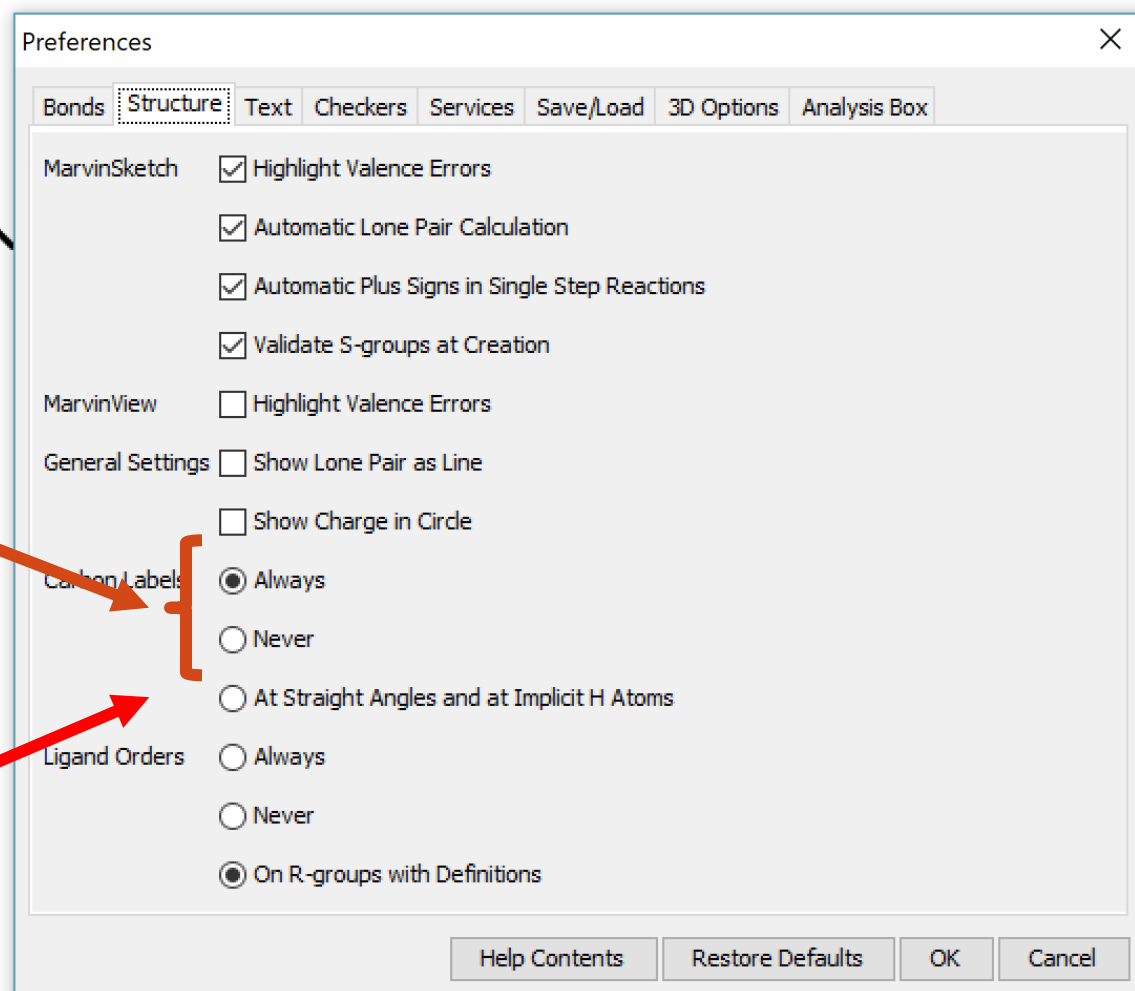 Preferences
Bonds Structure Text Checkers Services Save/Load 3D Options Analysis Box
MarvinSketch Highlight Valence Errors
Automatic Lone Pair Calculation
Automatic Plus Signs in Single Step Reactions
Validate S-groups at Creation
MarvinView Highlight Valence Errors
General Settings Show Lone Pair as Line
Show Charge in Circle
Carbon Labels Always
Never
At Straight Angles and at Implicit H Atoms
Ligand Orders Always
Never
On R-groups with Definitions
Help Contents Restore Defaults OK Cancel